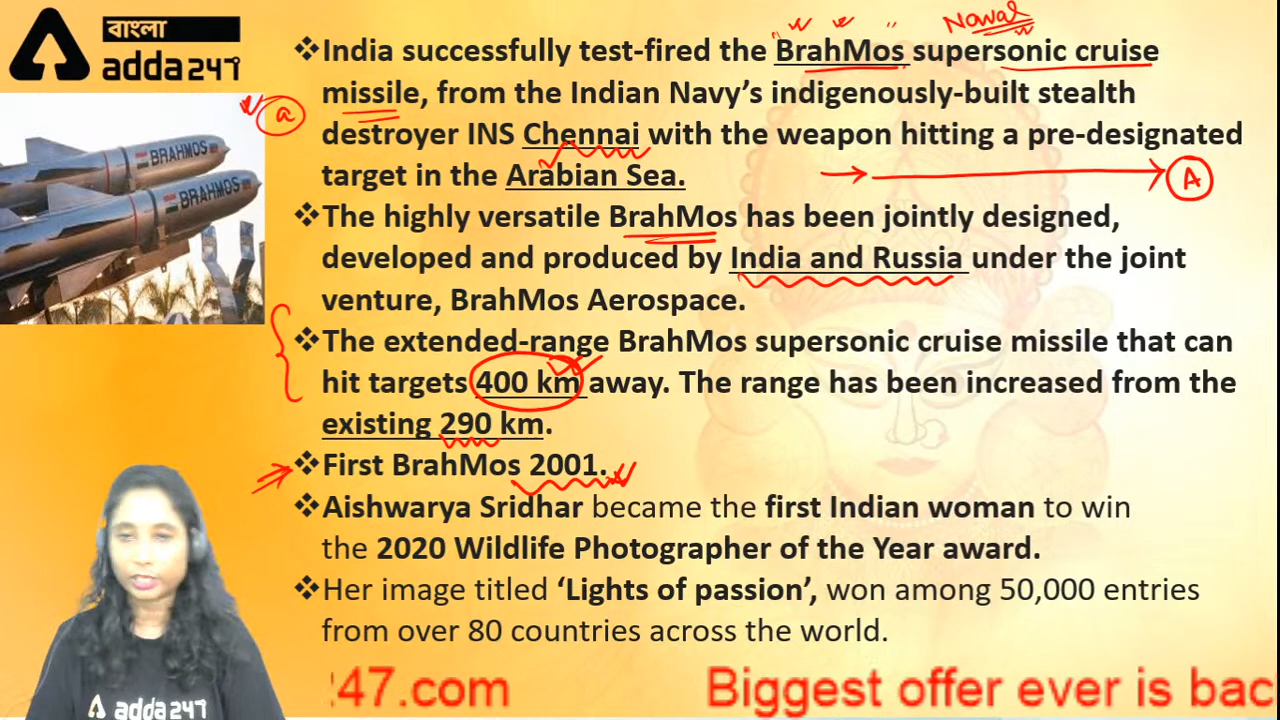 বাংলা
adda247
Nawal
❖India successfully test-fired the BrahMos supersonic cruise
missile, from the Indian Navy's indigenously-built stealth
a
destroyer INS Chennai with the weapon hitting a pre-designated
target in the Arabian Sea.
A
BRAHMOS
BRAHMOS
❖The highly versatile BrahMos has been jointly designed,
developed and produced by India and Russia under the joint
venture, BrahMos Aerospace.
❖The extended-range BrahMos supersonic cruise missile that can
hit targets 400 km away. The range has been increased from the
existing 290 km.
❖First BrahMos 2001.
❖Aishwarya Sridhar became the first Indian woman to win
the 2020 Wildlife Photographer of the Year award.
❖Her image titled ‘Lights of passion’, won among 50,000 entries
from over 80 countries across the world.
adda247
47.com Biggest offer ever is bac